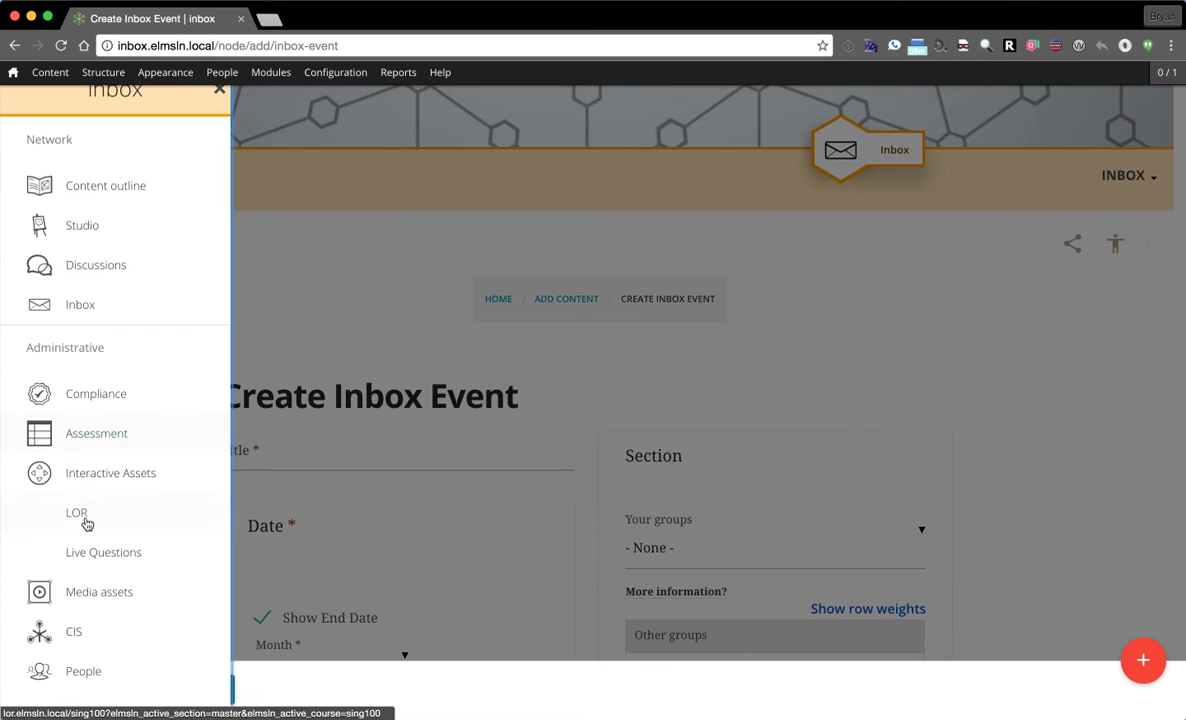 Create Inbox Event | inbox
Bryan
inbox.elmsln.local/node/add/inbox-event
Content Structure Appearance People Modules Configuration Reports Help
0 / 1
Inbox
Network
Content outline
Studio
Discussions
Inbox
Administrative
Compliance
Assessment
Interactive Assets
LOR
Live Questions
Media assets
CIS
People
Inbox
INBOX
HOME / ADD CONTENT / CREATE INBOX EVENT
Create Inbox Event
itle *
Date *
Show End Date
Month *
Section
Your groups
- None -
More information?
Show row weights
Other groups
+
lor.elmsln.local/sing100?elmsln_active_section=master&elmsln_active_course=sing100